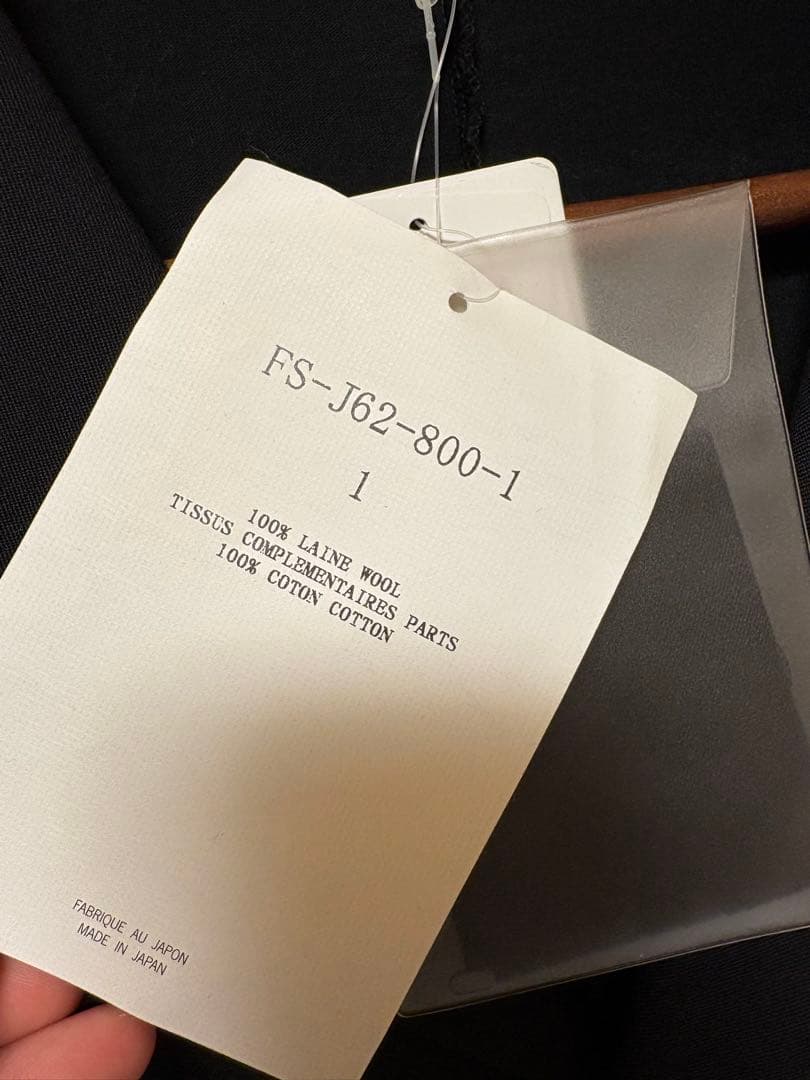 FS-J62-800-1
1
100% LAINE WOOL
TISSUS COMPLEMENTAIRES PARTS
100% COTON COTTON
FABRIQUE AU JAPON
MADE IN JAPAN